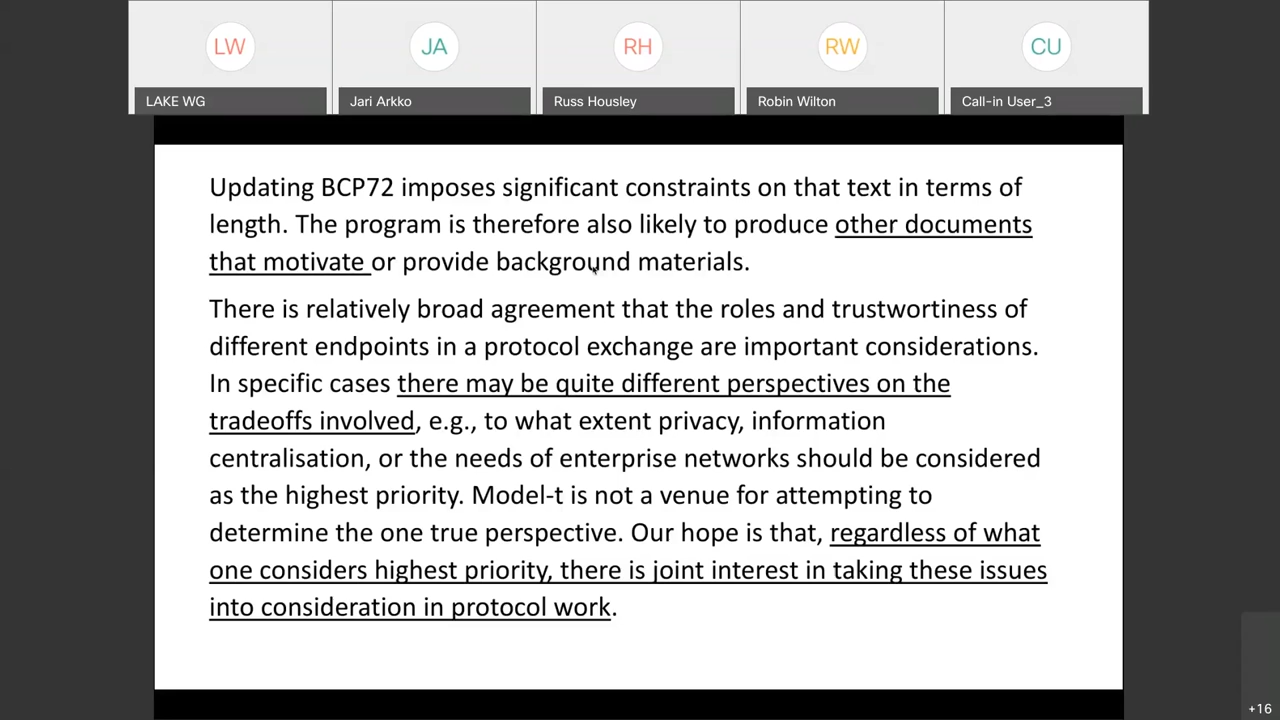 LW
JA
RH
RW
CU
LAKE WG
Jari Arkko
Russ Housley
Robin Wilton
Call-in User_3
Updating BCP72 imposes significant constraints on that text in terms of
length. The program is therefore also likely to produce other documents
that motivate or provide background materials.
There is relatively broad agreement that the roles and trustwortiness of
different endpoints in a protocol exchange are important considerations.
In specific cases there may be quite different perspectives on the
tradeoffs involved, e.g., to what extent privacy, information
centralisation, or the needs of enterprise networks should be considered
as the highest priority. Model-t is not a venue for attempting to
determine the one true perspective. Our hope is that, regardless of what
one considers highest priority, there is joint interest in taking these issues
into consideration in protocol work.
+16